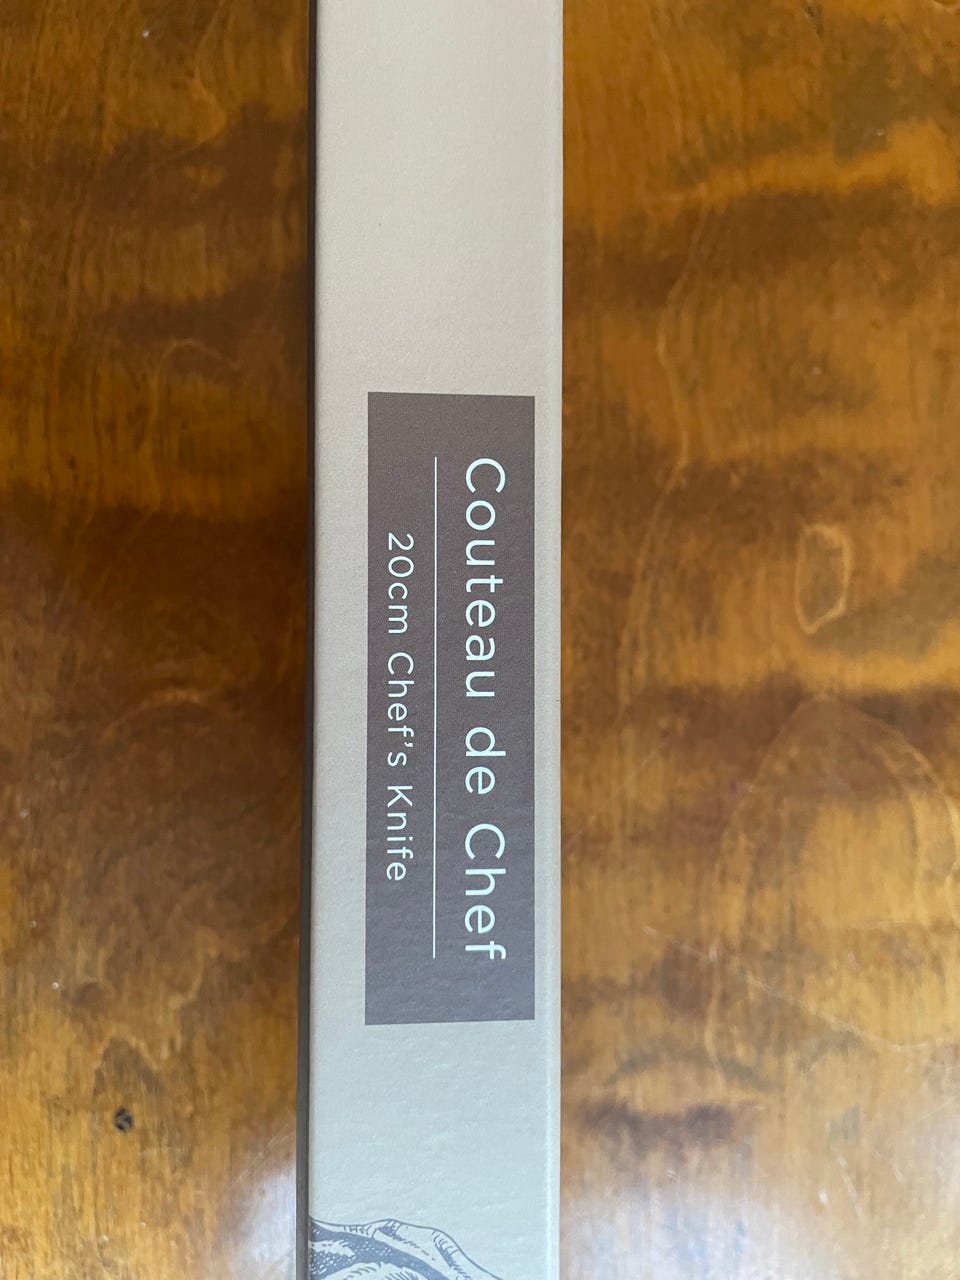 Couteau de Chef
20cm Chef's Knife